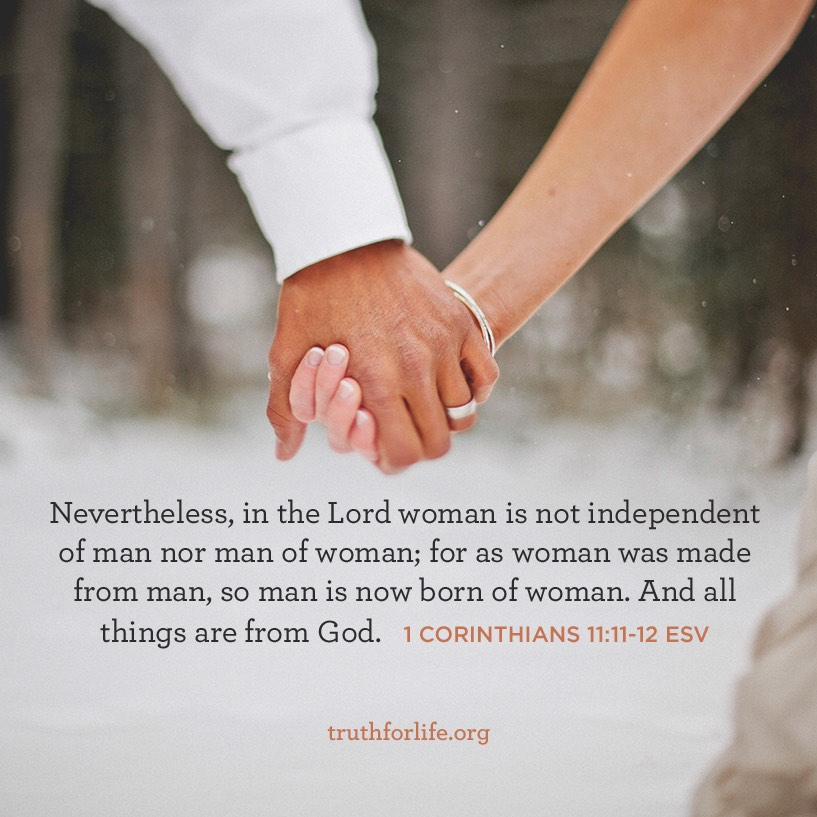 Nevertheless, in the Lord woman is not independent
of man nor man of woman; for as woman was made
from man, so man is now born of woman. And all
things are from God. 1 CORINTHIANS 11:11-12 ESV
truthforlife.org